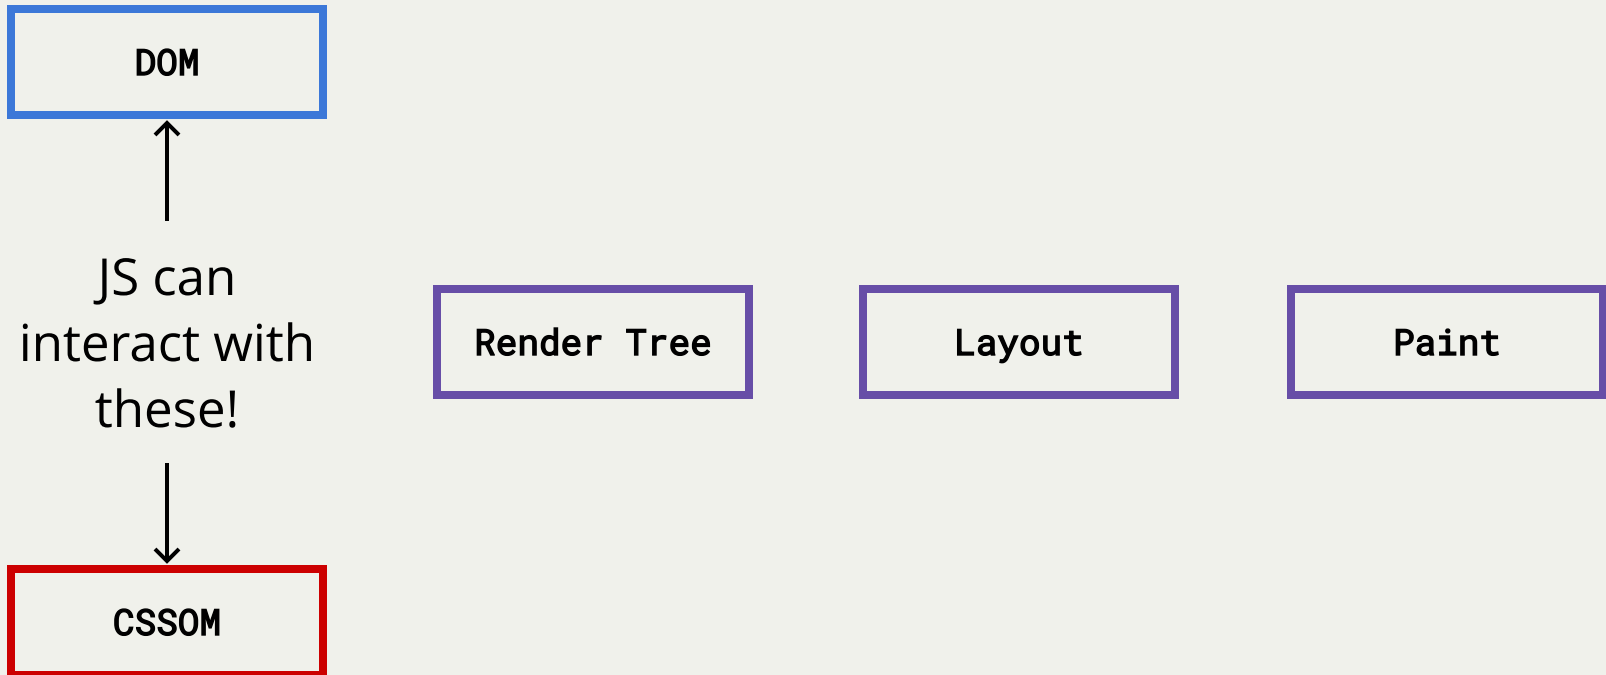 DOM
JS can
interact with
these!
Render Tree
Layout
Paint
CSSOM